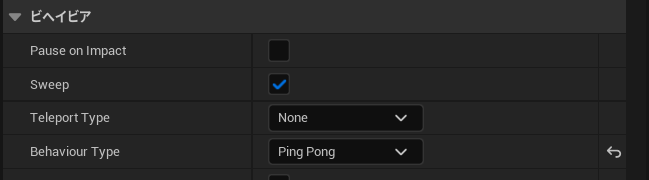 ビヘイビア
Pause on Impact
Sweep
Teleport Type
None
Behaviour Type
Ping Pong